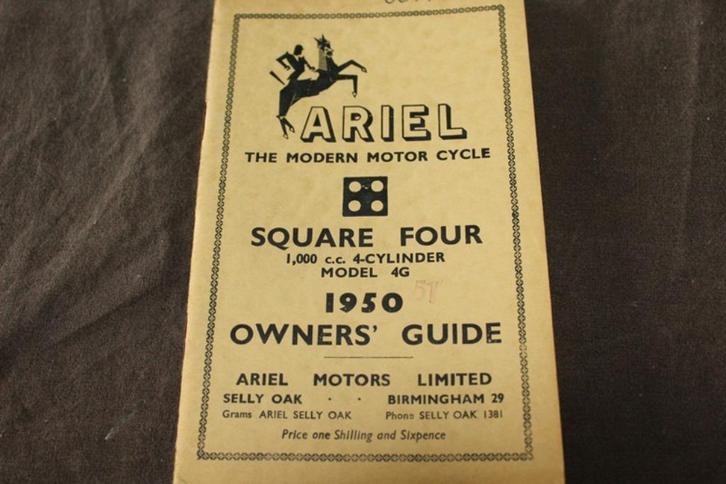 ARIEL
THE MODERN MOTOR CYCLE
SQUARE FOUR
1,000 c.c. 4-CYLINDER
MODEL 4G
1950
OWNERS' GUIDE
ARIEL MOTORS LIMITED
SELLY OAK · · BIRMINGHAM 29
Grams ARIEL SELLY OAK Phone SELLY OAK 1381
Price one Shilling and Sixpence